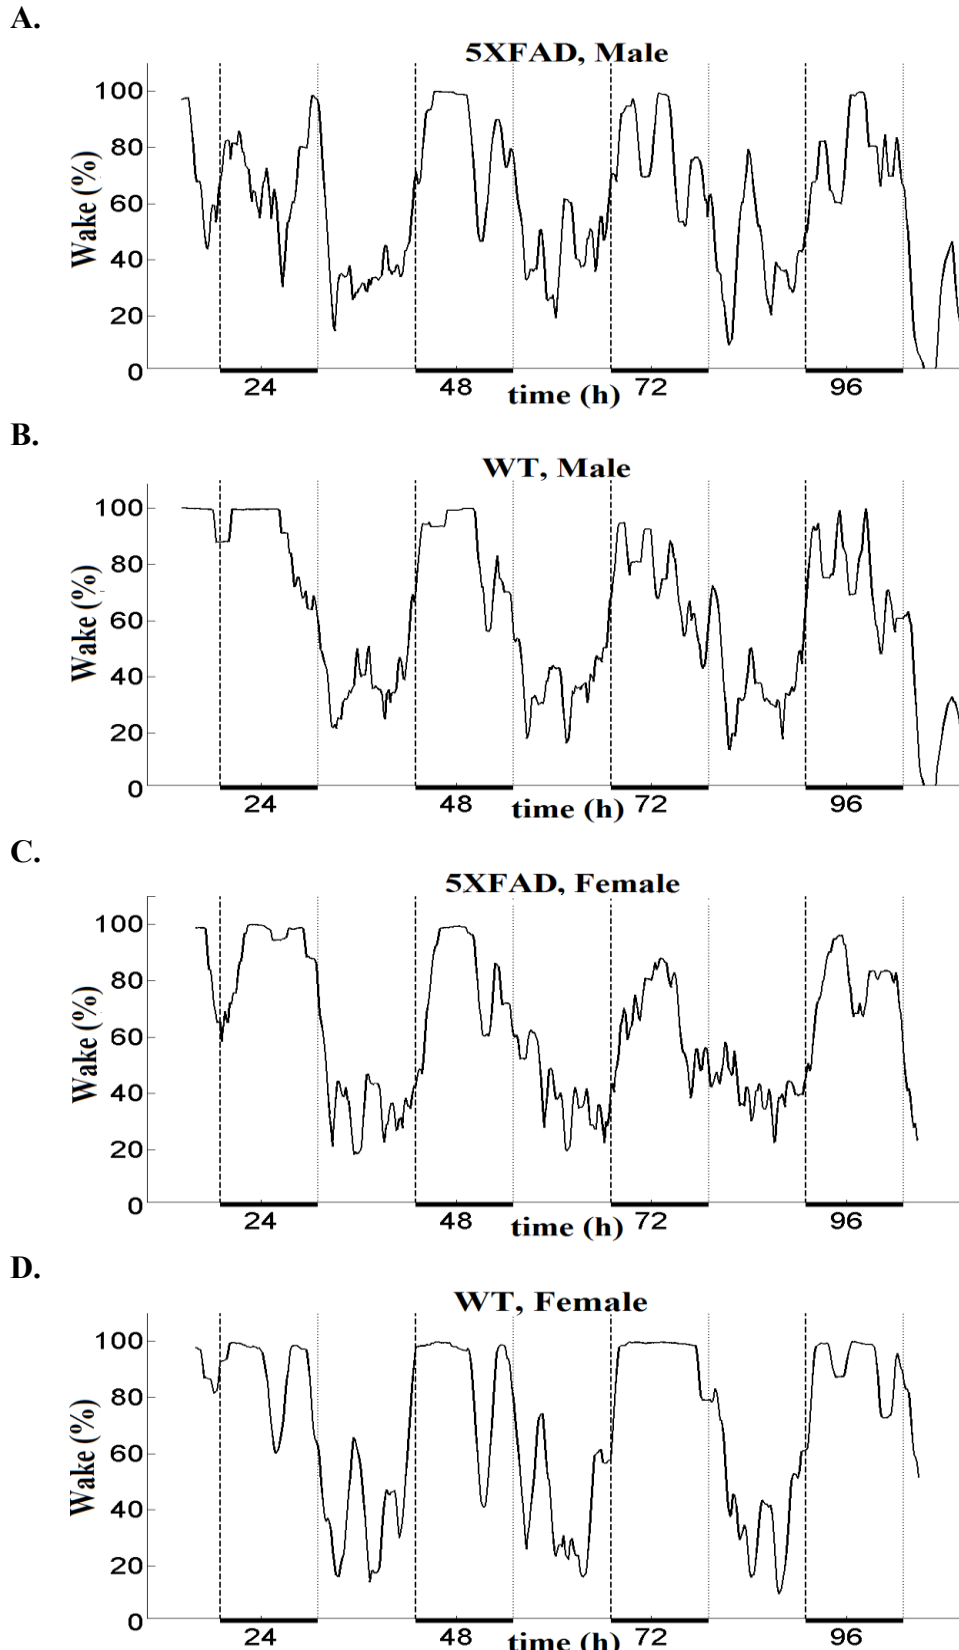 A.
5XFAD, Male
100
80
60
40
20
0
Wake (%)
24 48 72 96
time (h)
B.
WT, Male
100
80
60
40
20
0
Wake (%)
24 48 72 96
time (h)
C.
5XFAD, Female
100
80
60
40
20
0
Wake (%)
24 48 72 96
time (h)
D.
WT, Female
100
80
60
40
20
0
Wake (%)
24 48 72 96
time (h)